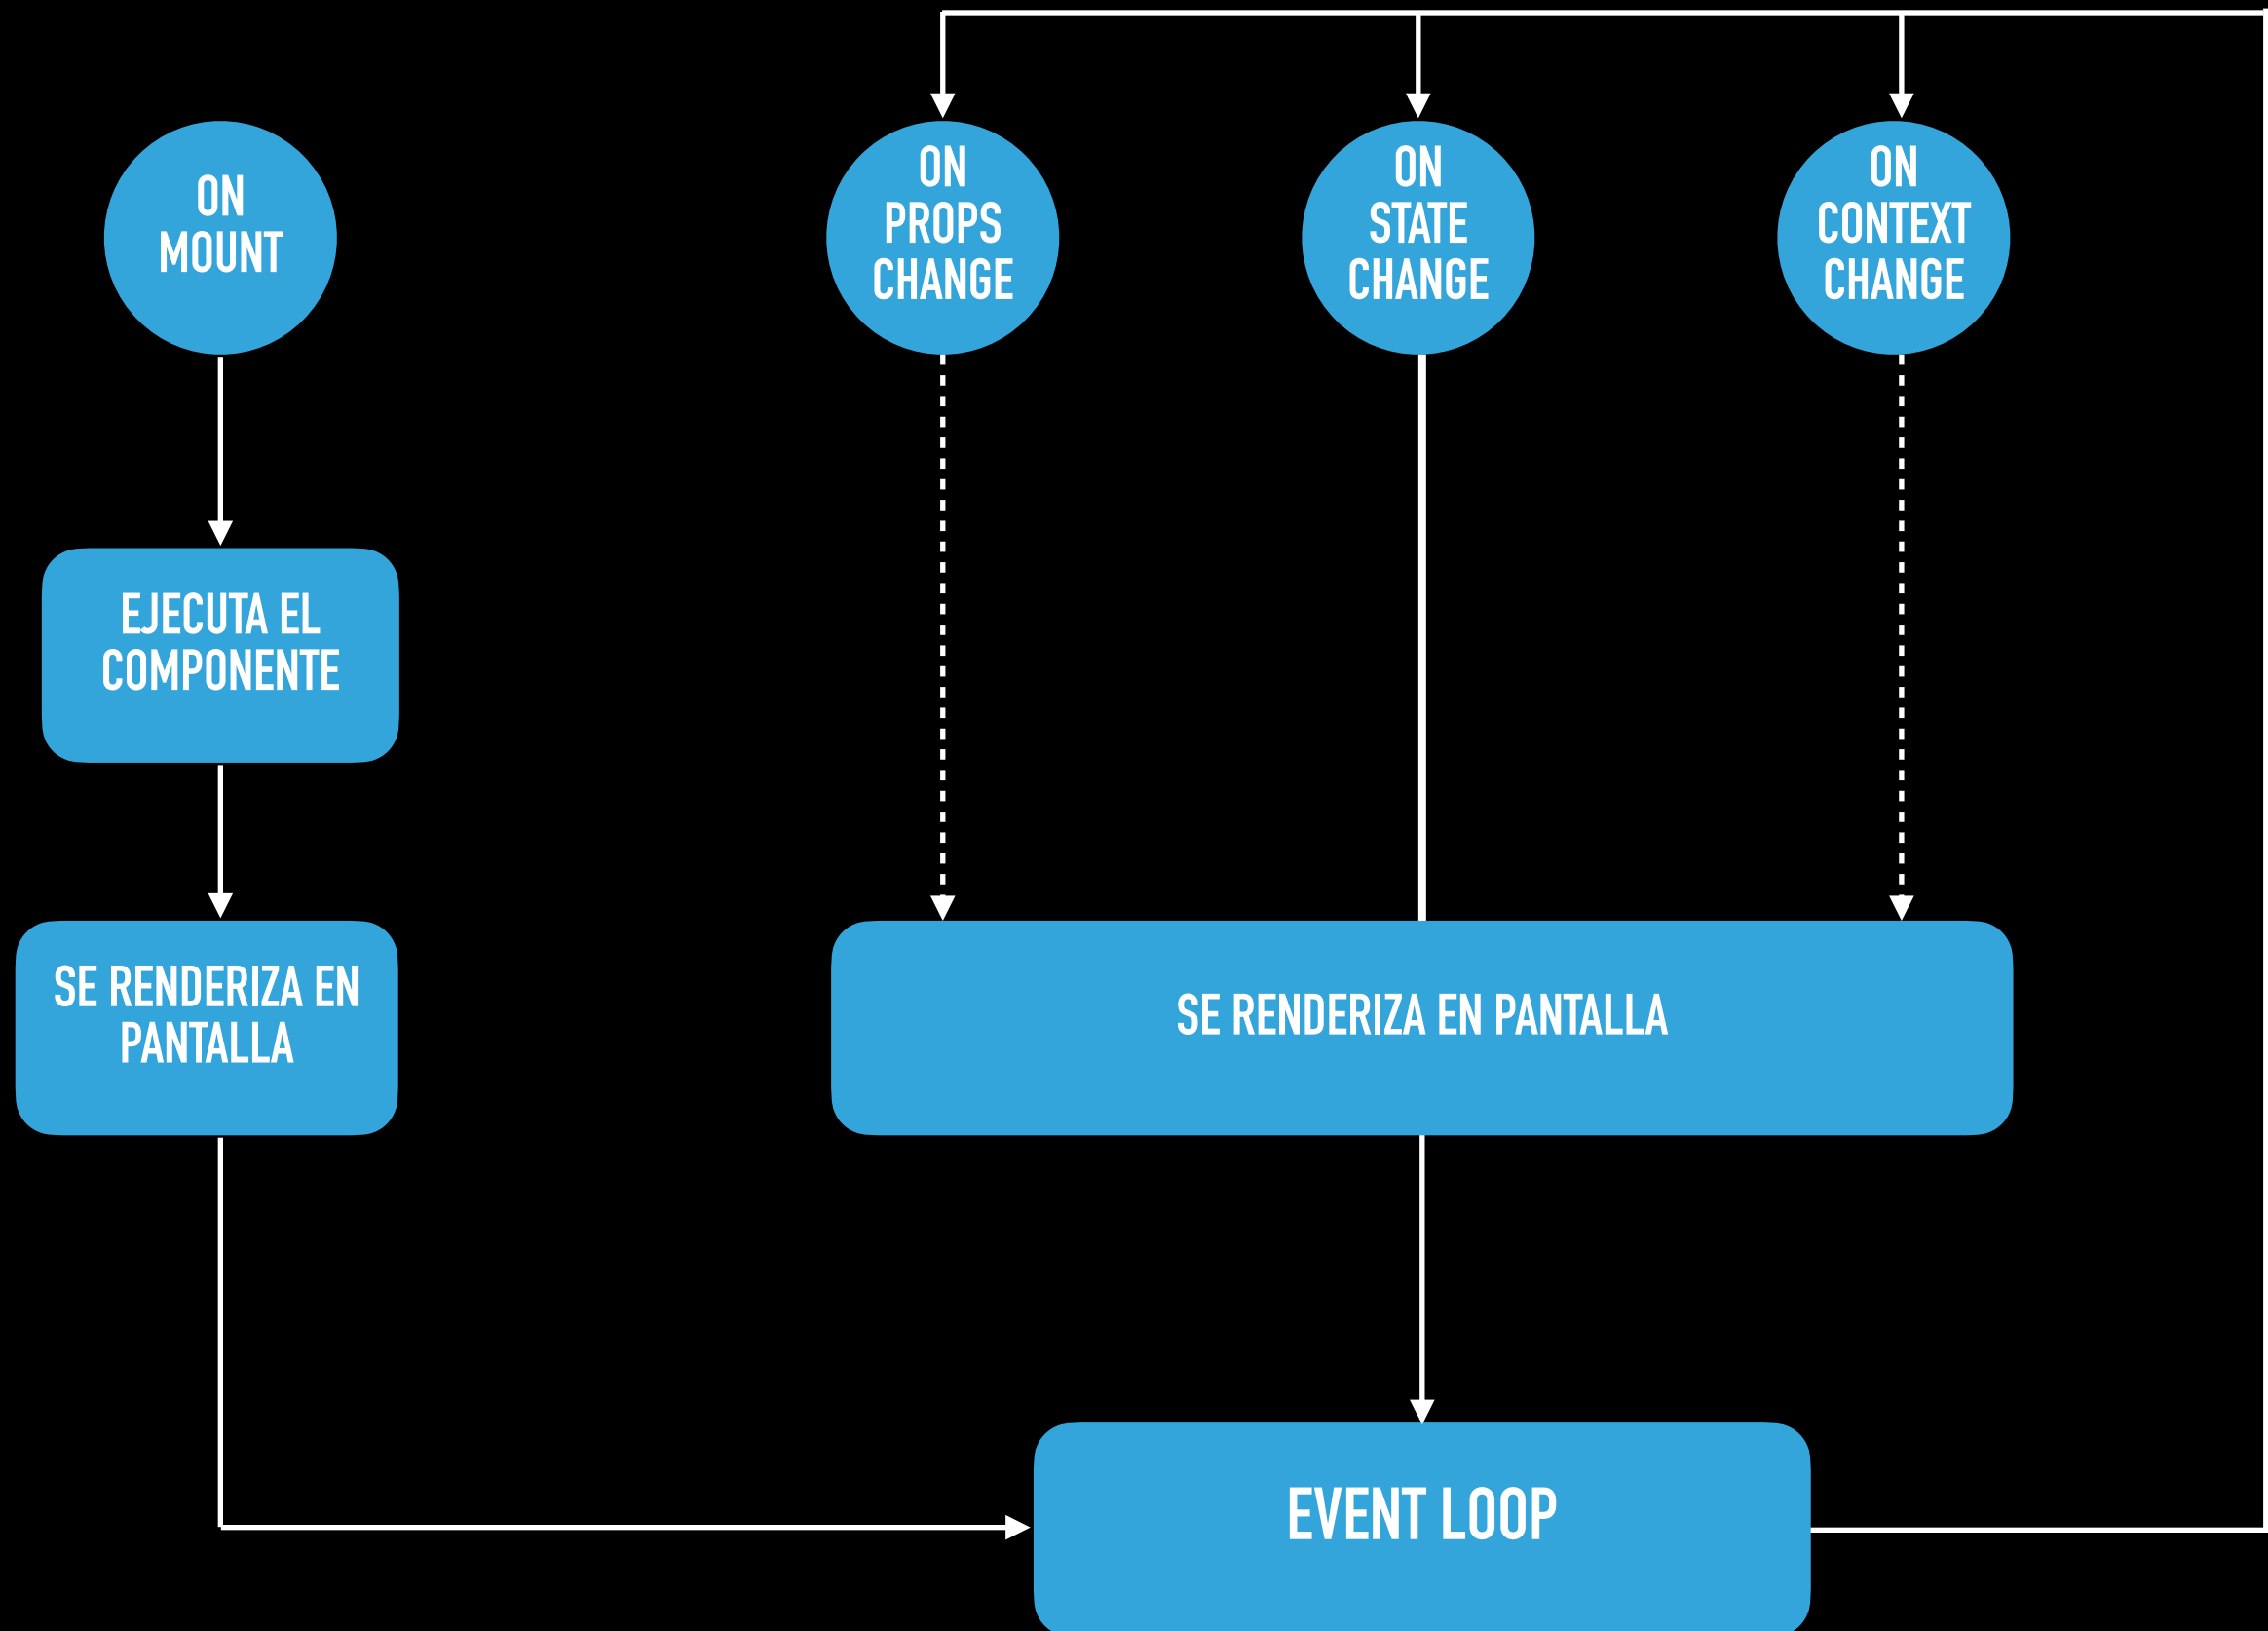 ON
MOUNT
ON
PROPS
CHANGE
ON
STATE
CHANGE
ON
CONTEXT
CHANGE
EJECUTA EL
COMPONENTE
SE RENDERIZA EN
PANTALLA
SE RENDERIZA EN PANTALLA
EVENT LOOP